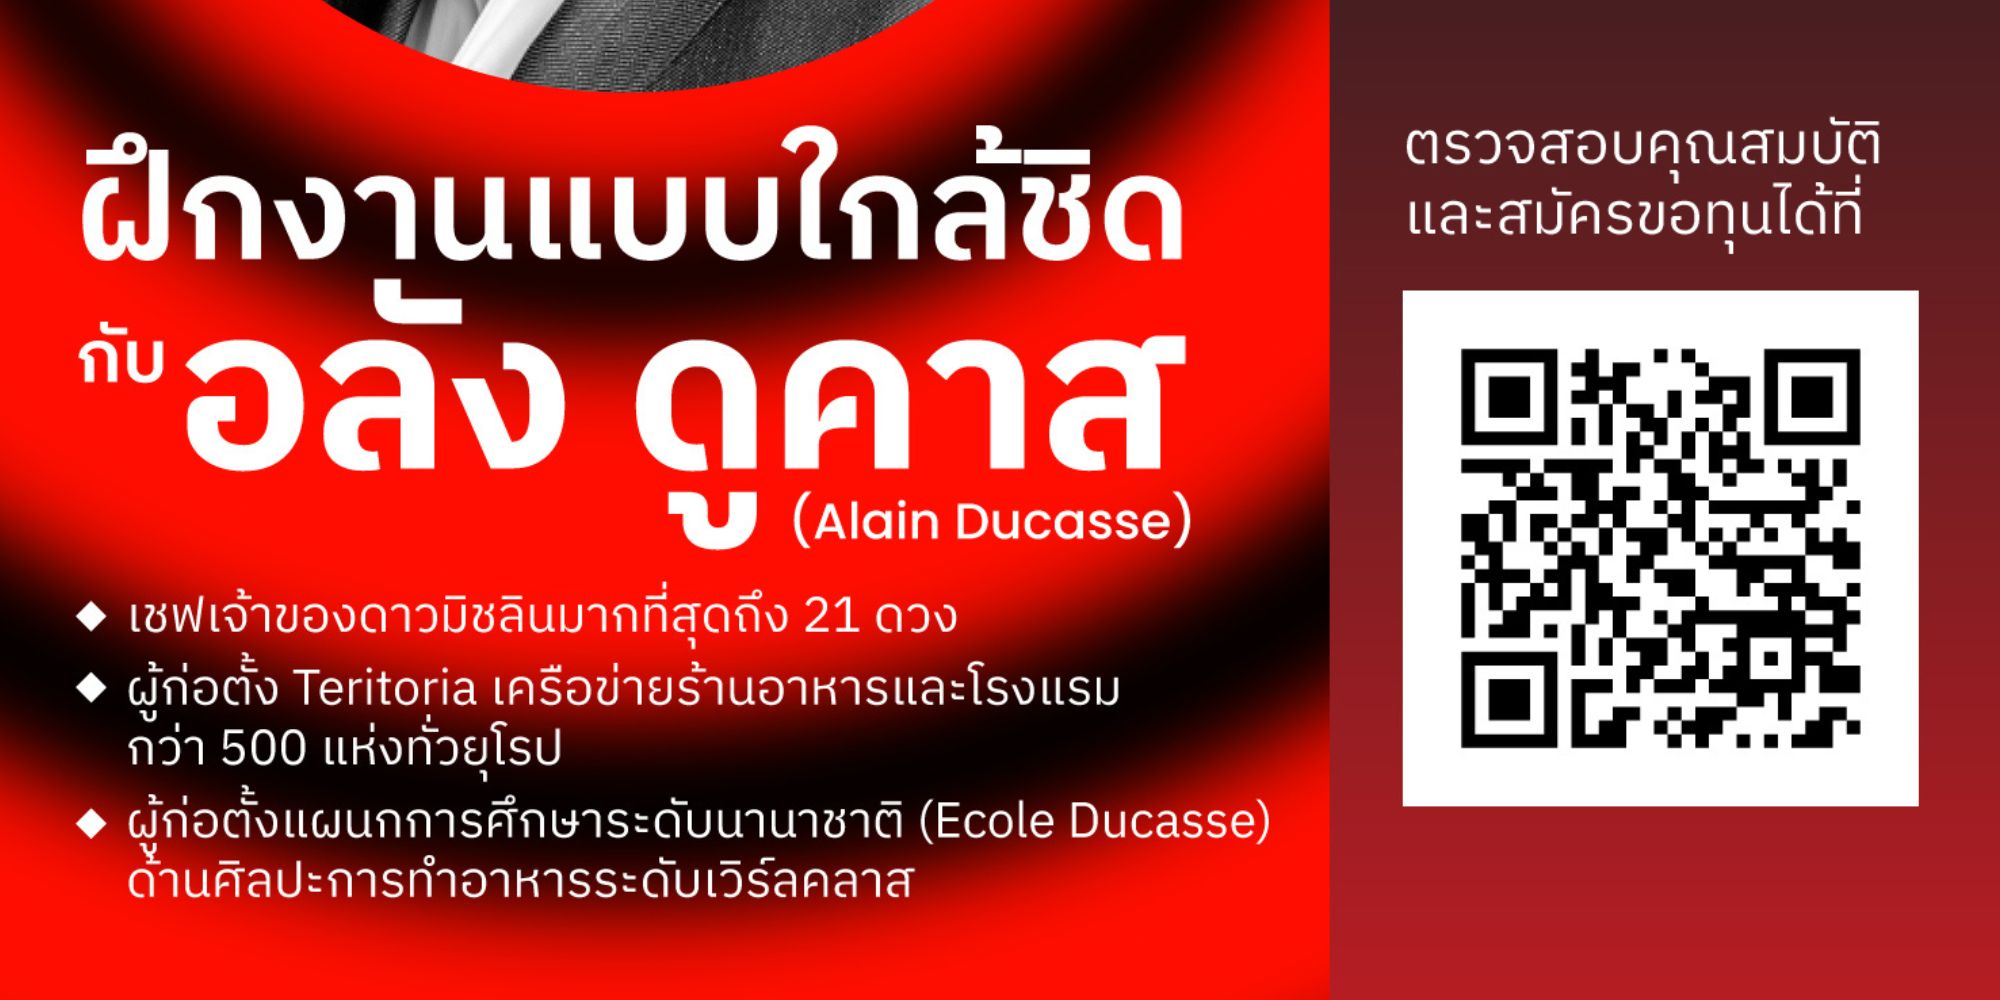 ฝึกงานแบบใกล้ชิด
กับ อลัง ดูคาส
(Alain Ducasse)
◆ เชฟเจ้าของดาวมิชลินมากที่สุดถึง 21 ดวง
◆ ผู้ก่อตั้ง Teritoria เครือข่ายร้านอาหารและโรงแรม
กว่า 500 แห่งทั่วยุโรป
◆ ผู้ก่อตั้งแผนกการศึกษาระดับนานาชาติ (Ecole Ducasse)
ด้านศิลปะการทำอาหารระดับเวิร์ลคลาส
ตรวจสอบคุณสมบัติ
และสมัครขอทุนได้ที่